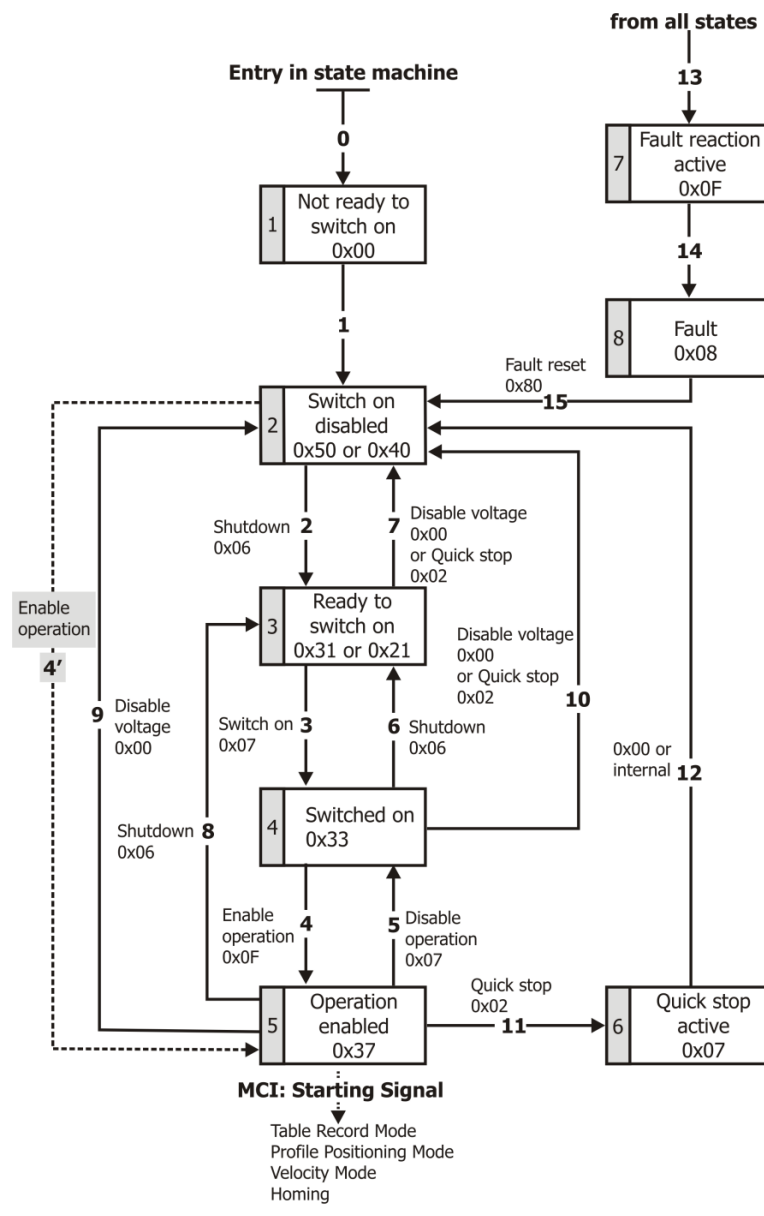 from all states
Entry in state machine
13
0
7
Fault reaction
active
0x0F
1
Not ready to
switch on
0x00
14
1
8
Fault
0x08
Fault reset
0x80
15
2
Switch on
disabled
0x50 or 0x40
Shutdown
0x06
2
7
Disable voltage
0x00
or Quick stop
0x02
Enable
operation
4’
3
Ready to
switch on
0x31 or 0x21
Disable voltage
0x00
or Quick stop
0x02
10
9
Disable
voltage
0x00
Switch on
0x07
3
6
Shutdown
0x06
0x00 or
internal
12
4
Switched on
0x33
Shutdown
0x06
8
Enable
operation
0x0F
4
5
Disable
operation
0x07
5
Operation
enabled
0x37
Quick stop
0x02
11
6
Quick stop
active
0x07
MCI: Starting Signal
Table Record Mode
Profile Positioning Mode
Velocity Mode
Homing